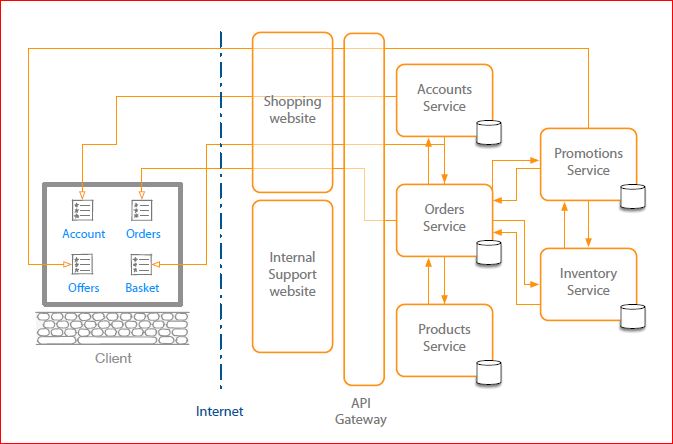 Shopping
website
Accounts
Service
Promotions
Service
Account
Orders
Offers
Basket
Client
Internal
Support
website
Orders
Service
Inventory
Service
Products
Service
Internet
API
Gateway